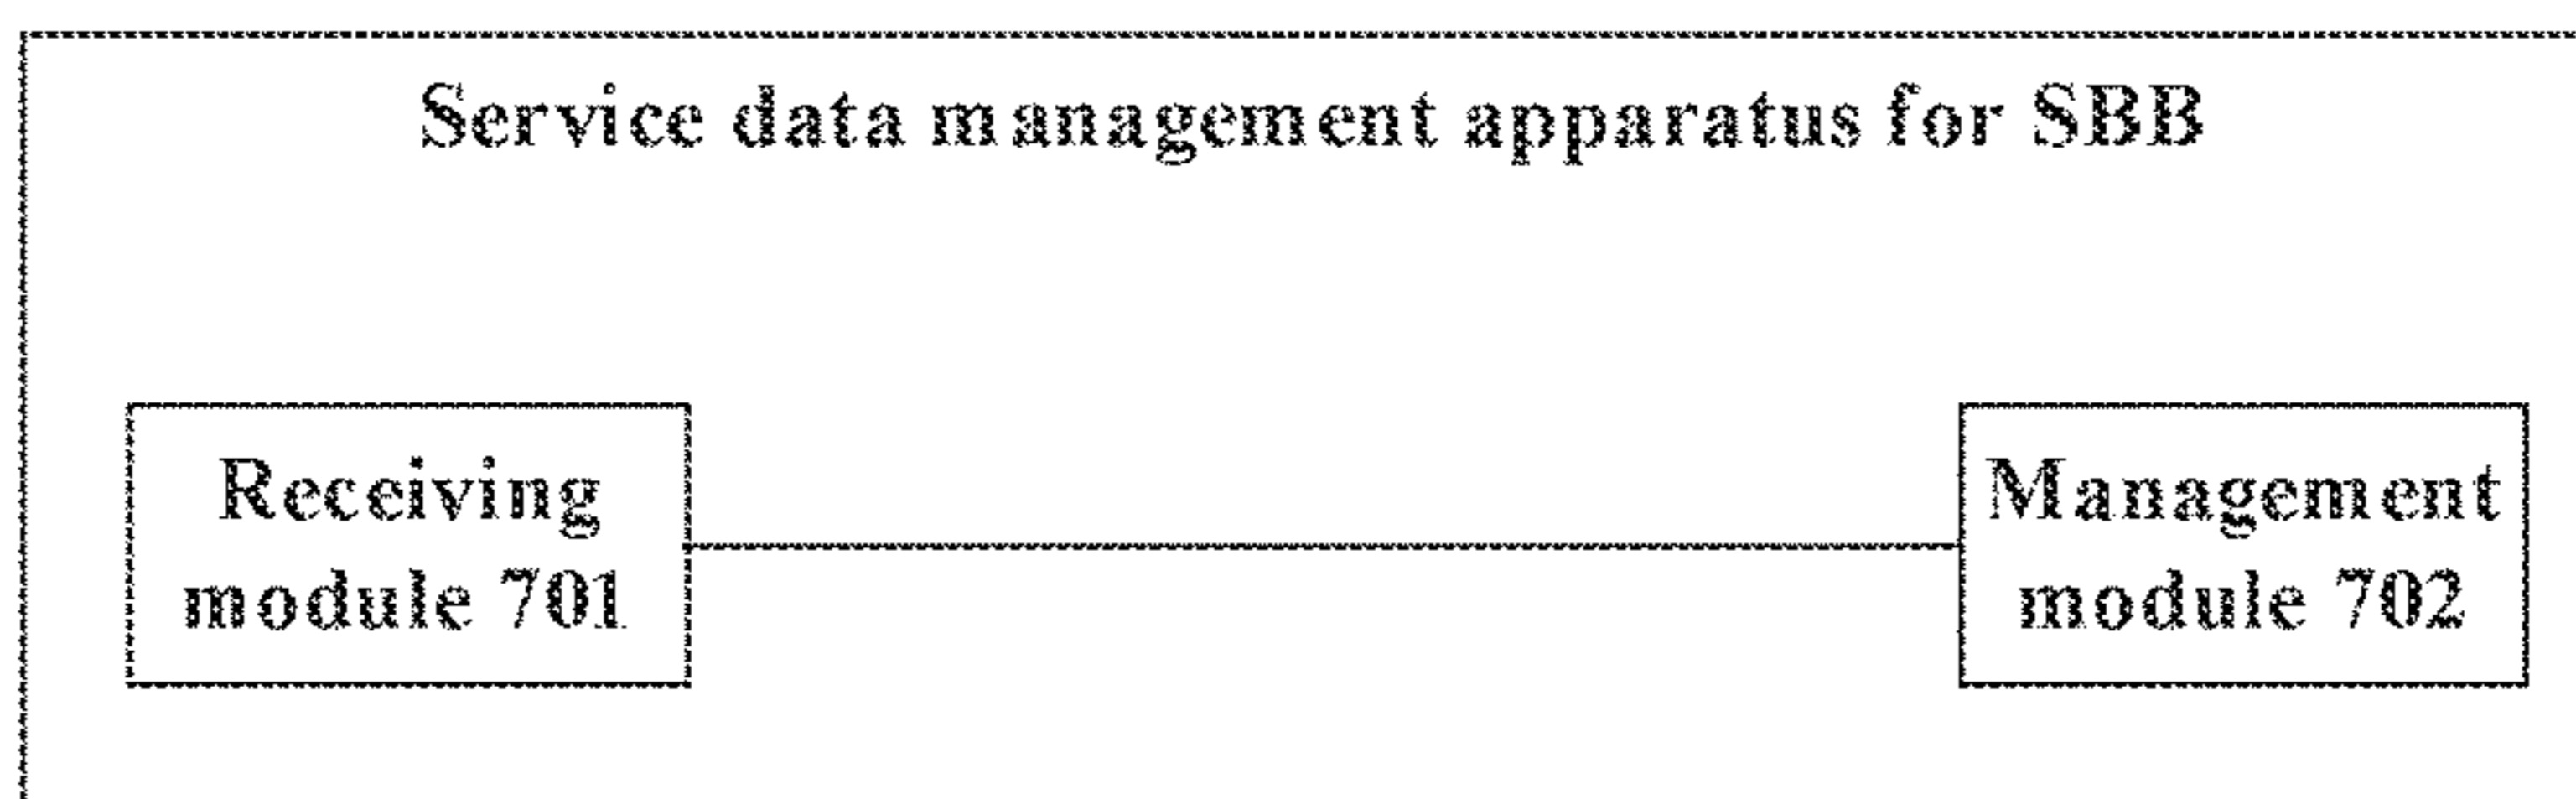 Service data management apparatus for SBB
Receiving
module 701
Management
module 702